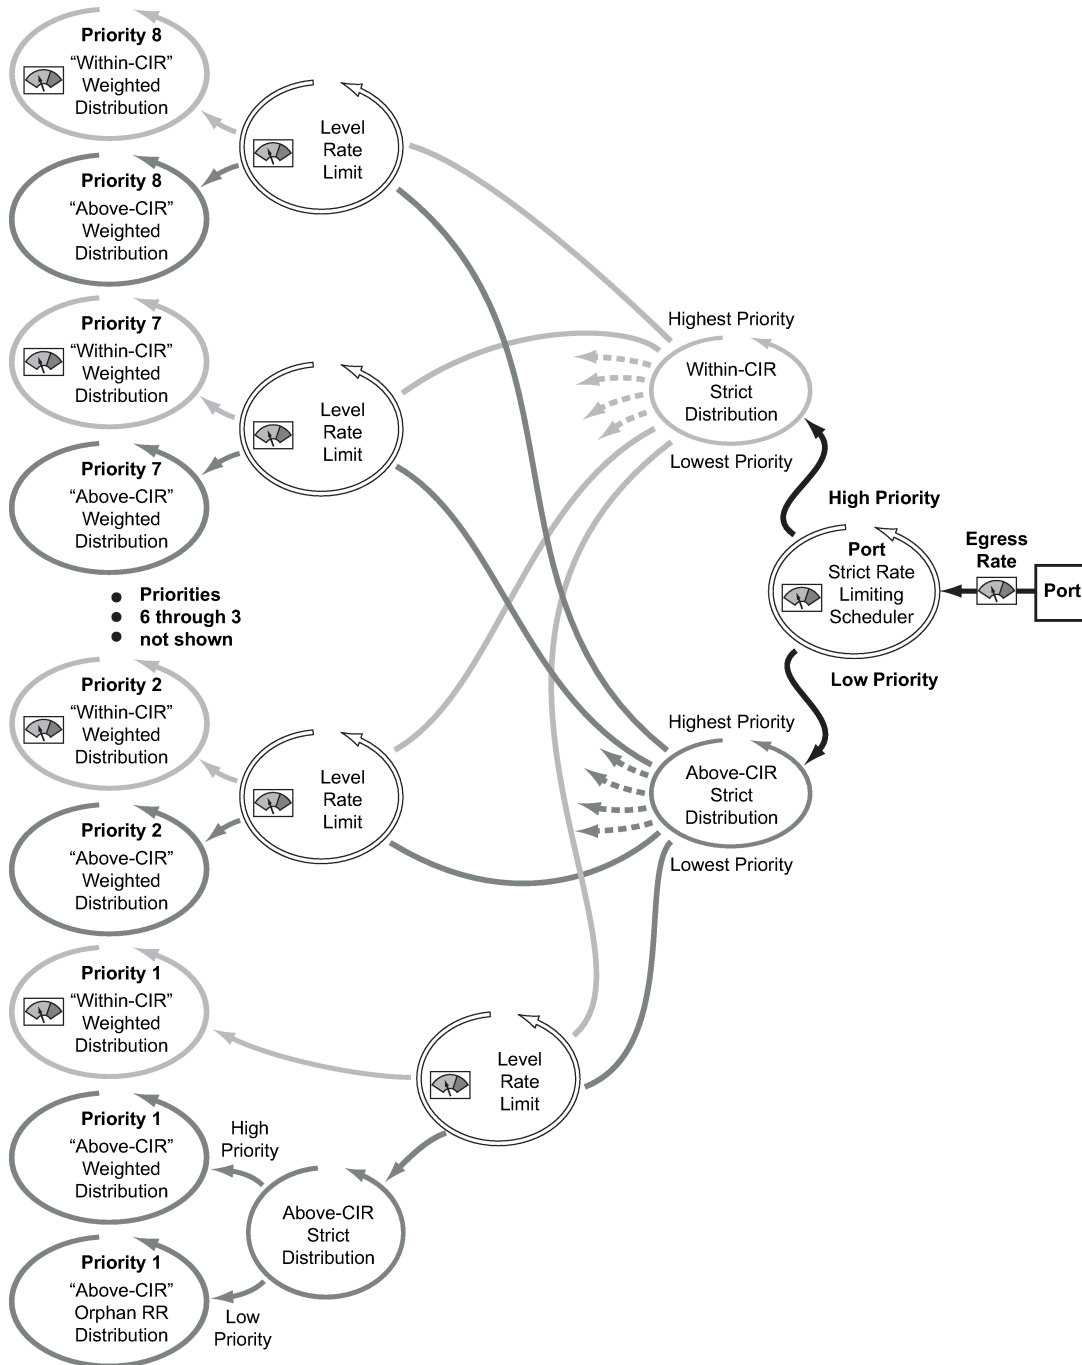 Priority 8
“Within-CIR”
Weighted
Distribution
Level
Rate
Limit
Priority 8
“Above-CIR”
Weighted
Distribution
Priority 7
“Within-CIR”
Weighted
Distribution
Level
Rate
Limit
Priority 7
“Above-CIR”
Weighted
Distribution
Highest Priority
Within-CIR
Strict
Distribution
Lowest Priority
High Priority
Port
Strict Rate
Limiting
Scheduler
Egress
Rate
Port
Low Priority
Priorities
6 through 3
not shown
Priority 2
“Within-CIR”
Weighted
Distribution
Level
Rate
Limit
Priority 2
“Above-CIR”
Weighted
Distribution
Highest Priority
Above-CIR
Strict
Distribution
Lowest Priority
Priority 1
“Within-CIR”
Weighted
Distribution
Level
Rate
Limit
Priority 1
“Above-CIR”
Weighted
Distribution
High
Priority
Above-CIR
Strict
Distribution
Priority 1
“Above-CIR”
Orphan RR
Distribution
Low
Priority